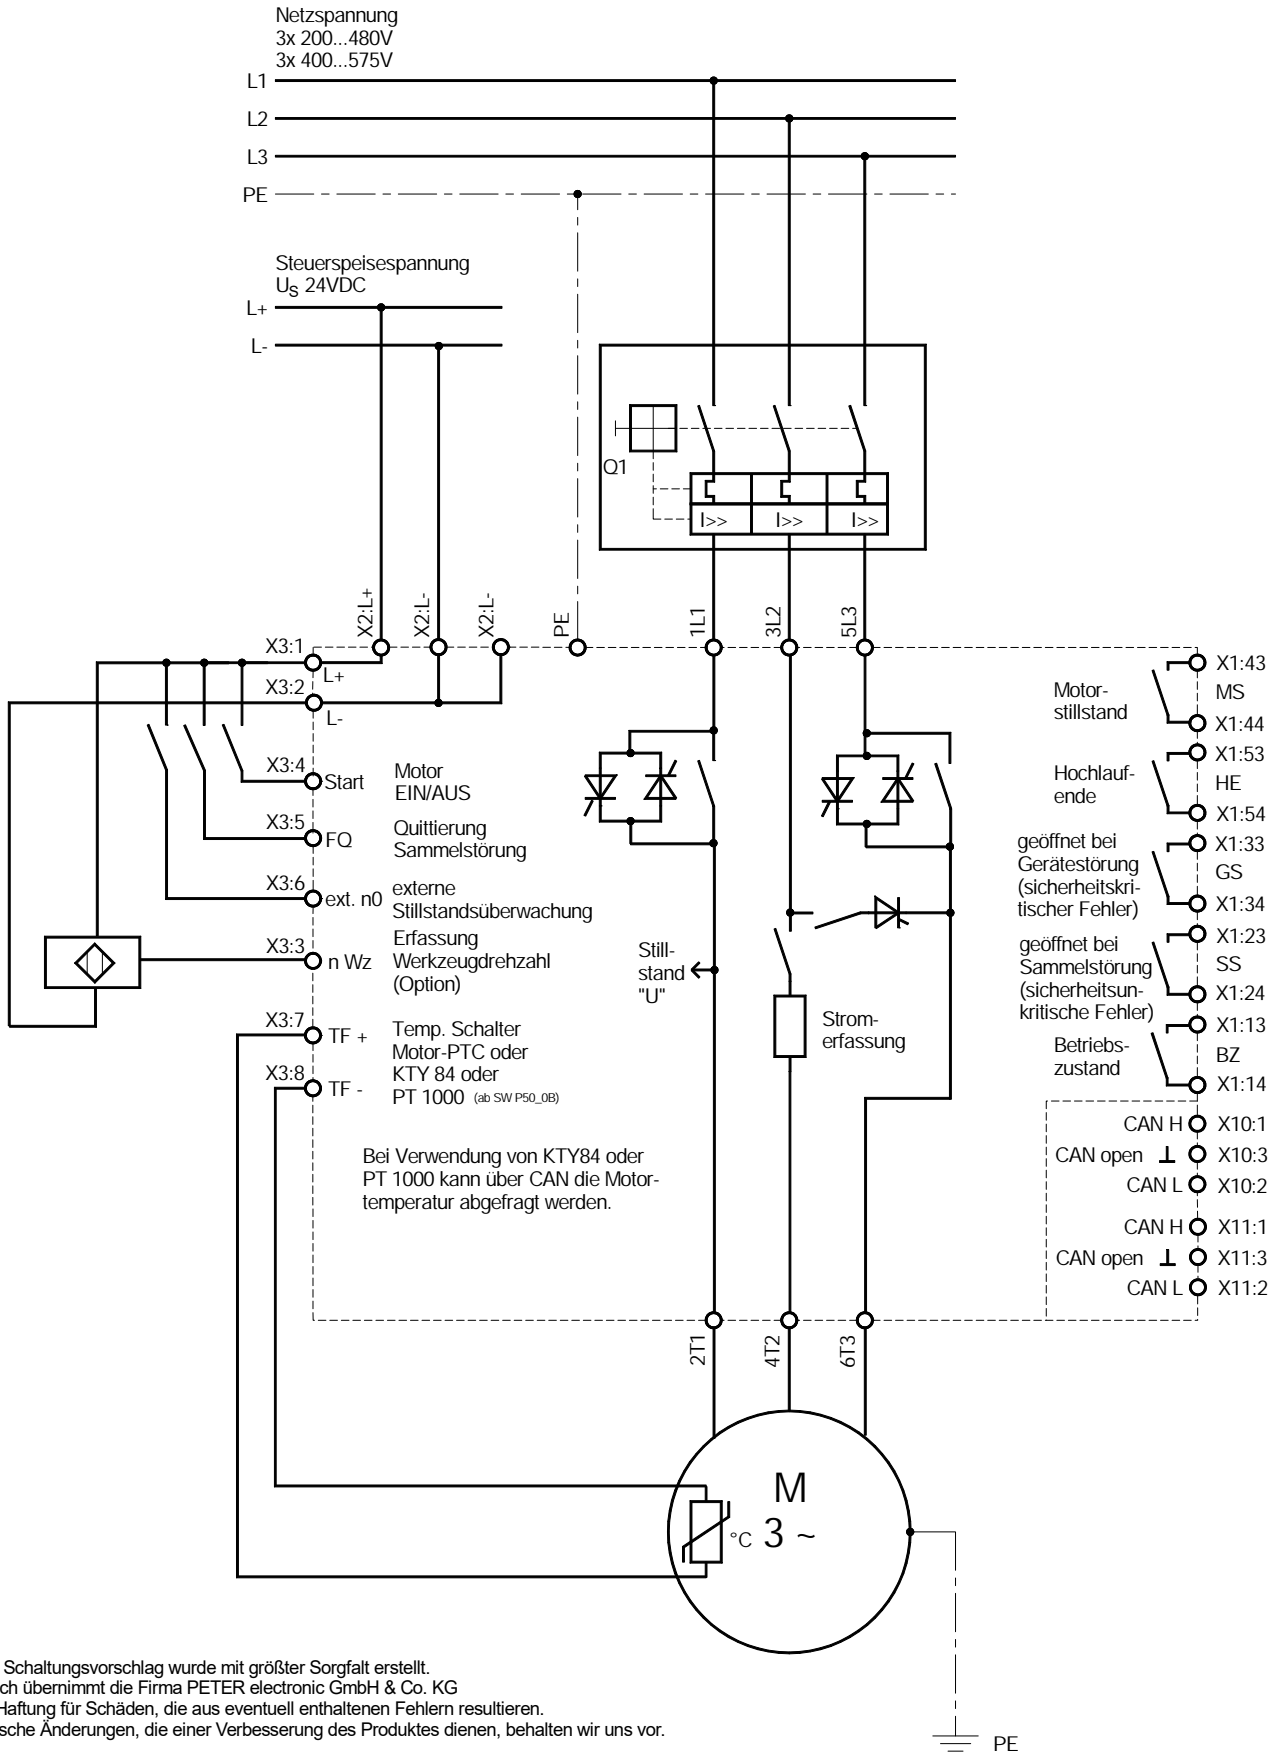 Netzspannung
3x 200...480V
3x 400...575V
L1
L2
L3
PE
Steuerspeisespannung
US 24VDC
L+
L-
Q1
I>> I>> I>>
X2:L+ X2:L- X2:L- PE 1L1 3L2 5L3
X3:1
L+
X3:2
L-
X3:4
Start
Motor
EIN/AUS
X3:5
FQ
Quittierung
Sammelstörung
X3:6
ext. n0
externe
Stillstandsüberwachung
X3:3
n Wz
Erfassung
Werkzeugdrehzahl
(Option)
X3:7
TF +
X3:8
TF -
Temp. Schalter
Motor-PTC oder
KTY 84 oder
PT 1000 (ab SW P50_0B)
Bei Verwendung von KTY84 oder
PT 1000 kann über CAN die Motor-
temperatur abgefragt werden.
Still-
stand
"U"
Strom-
erfassung
Motor-
stillstand
X1:43
MS
X1:44
Hochlauf-
ende
X1:53
HE
X1:54
geöffnet bei
Gerätestörung
(sicherheitskri-
tischer Fehler)
X1:33
GS
X1:34
geöffnet bei
Sammelstörung
(sicherheitsun-
kritische Fehler)
X1:23
SS
X1:24
Betriebs-
zustand
X1:13
BZ
X1:14
CAN H X10:1
CAN open ⊥ X10:3
CAN L X10:2
CAN H X11:1
CAN open ⊥ X11:3
CAN L X11:2
2T1 4T2 6T3
M
°C 3 ~
Schaltungsvorschlag wurde mit größter Sorgfalt erstellt.
ch übernimmt die Firma PETER electronic GmbH & Co. KG
Haftung für Schäden, die aus eventuell enthaltenen Fehlern resultieren.
sche Änderungen, die einer Verbesserung des Produktes dienen, behalten wir uns vor.
PE